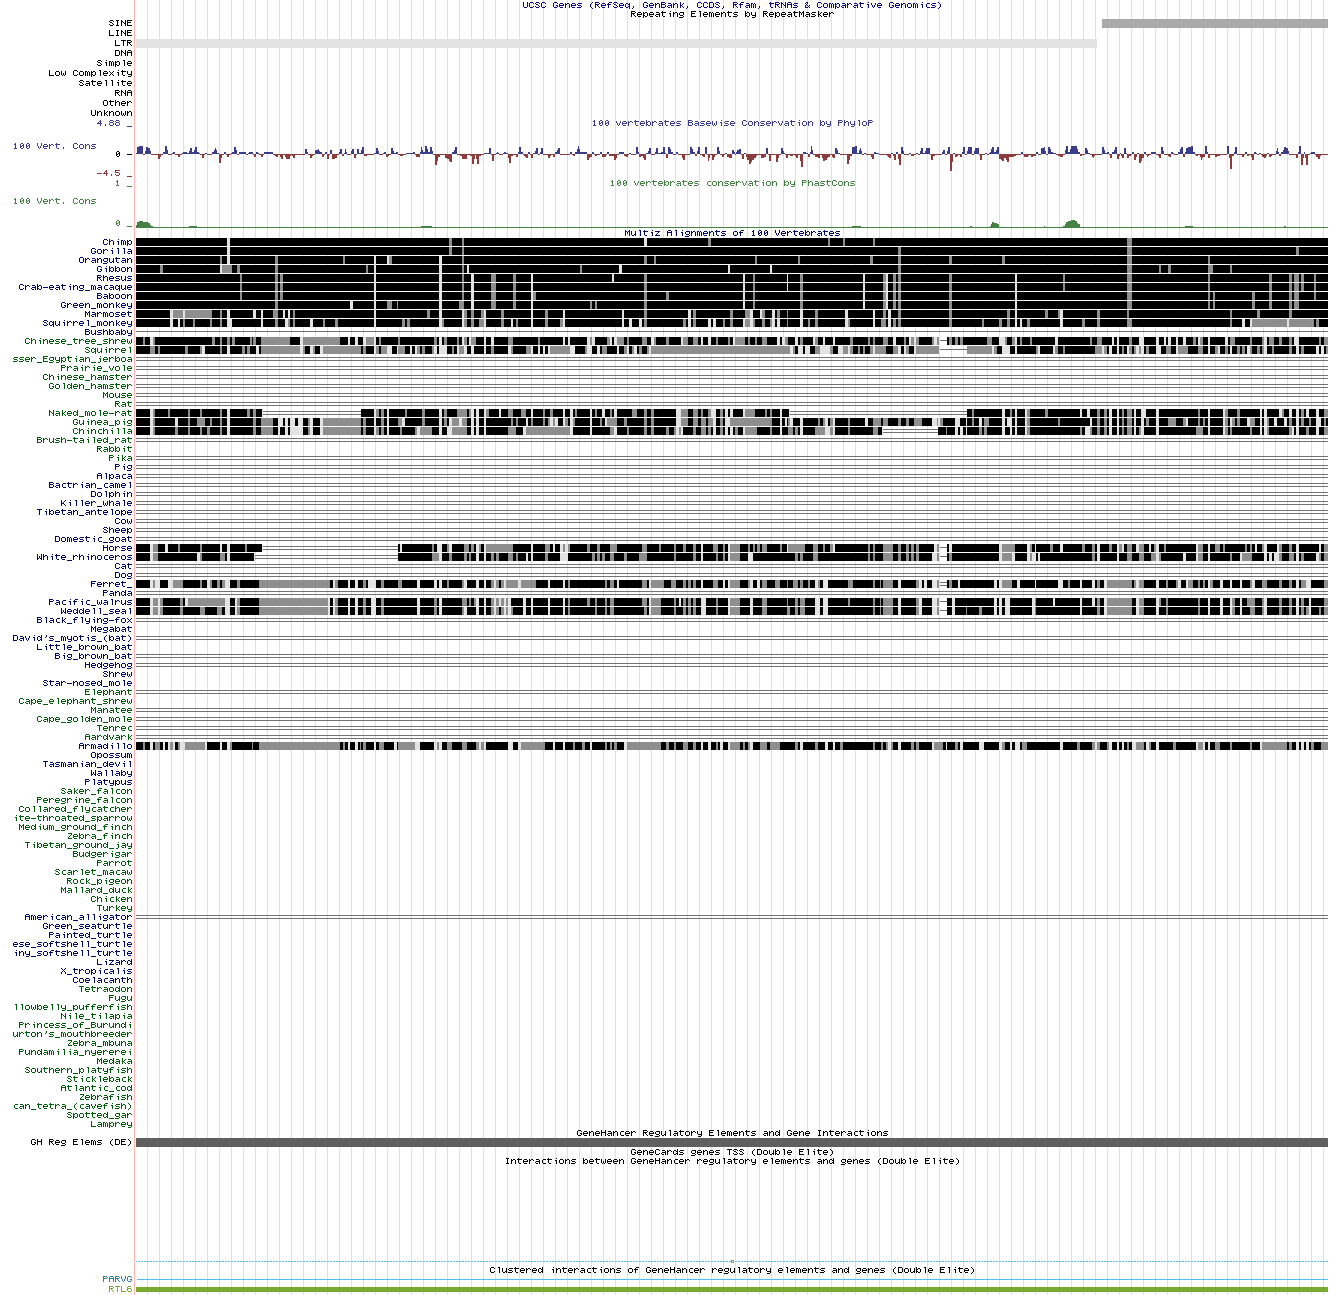 UCSC Genes (RefSeq, GenBank, CCDS, Rfam, tRNAs & Comparative Genomics)
Repeating Elements by RepeatMasker
SINE
LINE
LTR
DNA
Simple
Low Complexity
Satellite
RNA
Other
Unknown
4.88 _
100 vertebrates Basewise Conservation by PhyloP
100 Vert. Cons
0 _
-4.5 _
1 _
100 vertebrates conservation by PhastCons
100 Vert. Cons
0 _
Multiz Alignments of 100 Vertebrates
Chimp
Gorilla
Orangutan
Gibbon
Rhesus
Crab-eating_macaque
Baboon
Green_monkey
Marmoset
Squirrel_monkey
Bushbaby
Chinese_tree_shrew
Squirrel
sser_Egyptian_jerboa
Prairie_vole
Chinese_hamster
Golden_hamster
Mouse
Rat
Naked_mole-rat
Guinea_pig
Chinchilla
Brush-tailed_rat
Rabbit
Pika
Pig
Alpaca
Bactrian_camel
Dolphin
Killer_whale
Tibetan_antelope
Cow
Sheep
Domestic_goat
Horse
White_rhinoceros
Cat
Dog
Ferret_
Panda
Pacific_walrus
Weddell_seal
Black_flying-fox
Megabat
David's_myotis_(bat)
Little_brown_bat
Big_brown_bat
Hedgehog
Shrew
Star-nosed_mole
Elephant
Cape_elephant_shrew
Manatee
Cape_golden_mole
Tenrec
Aardvark
Armadillo
Opossum
Tasmanian_devil
Wallaby
Platypus
Saker_falcon
Peregrine_falcon
Collared_flycatcher
ite-throated_sparrow
Medium_ground_finch
Zebra_finch
Tibetan_ground_jay
Budgerigar
Parrot
Scarlet_macaw
Rock_pigeon
Mallard_duck
Chicken
Turkey
American_alligator
Green_seaturtle
Painted_turtle
ese_softshell_turtle
iny_softshell_turtle
Lizard
X_tropicalis
Coelacanth
Tetraodon
Fugu
llowbelly_pufferfish
Nile_tilapia
Princess_of_Burundi
urton's_mouthbreeder
Zebra_mbuna
Pundamilia_nyererei
Medaka
Southern_platyfish
Stickleback
Atlantic_cod
Zebrafish
can_tetra_(cavefish)
Spotted_gar
Lamprey
GeneHancer Regulatory Elements and Gene Interactions
GH Reg Elems (DE)
GeneCards genes TSS (Double Elite)
Interactions between GeneHancer regulatory elements and genes (Double Elite)
Clustered interactions of GeneHancer regulatory elements and genes (Double Elite)
PARVG
RTL6